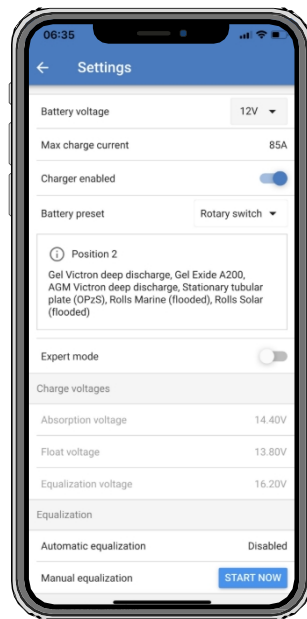 06:35
Settings
Battery voltage 12V
Max charge current 85A
Charger enabled
Battery preset Rotary switch
Position 2
Gel Victron deep discharge, Gel Exide A200,
AGM Victron deep discharge, Stationary tubular
plate (OPzS), Rolls Marine (flooded), Rolls Solar
(flooded)
Expert mode
Charge voltages
Absorption voltage 14.40V
Float voltage 13.80V
Equalization voltage 16.20V
Equalization
Automatic equalization Disabled
Manual equalization START NOW